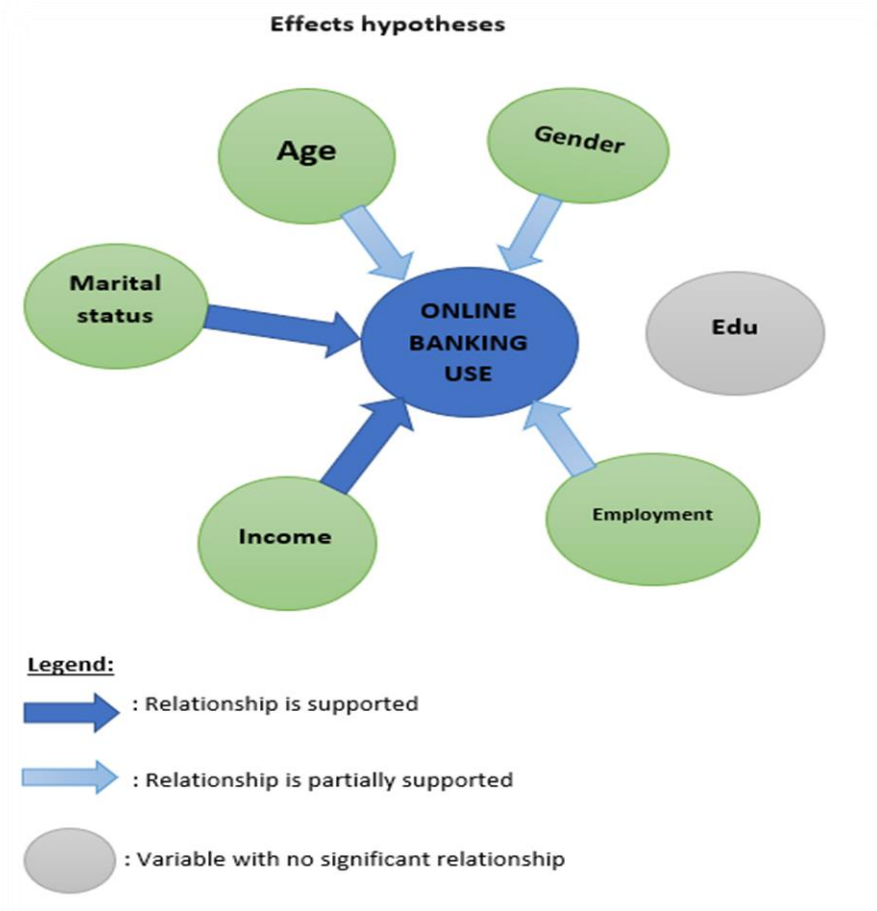 Effects hypotheses
Age
Gender
Marital
status
ONLINE
BANKING
USE
Edu
Income
Employment
Legend:
: Relationship is supported
: Relationship is partially supported
: Variable with no significant relationship